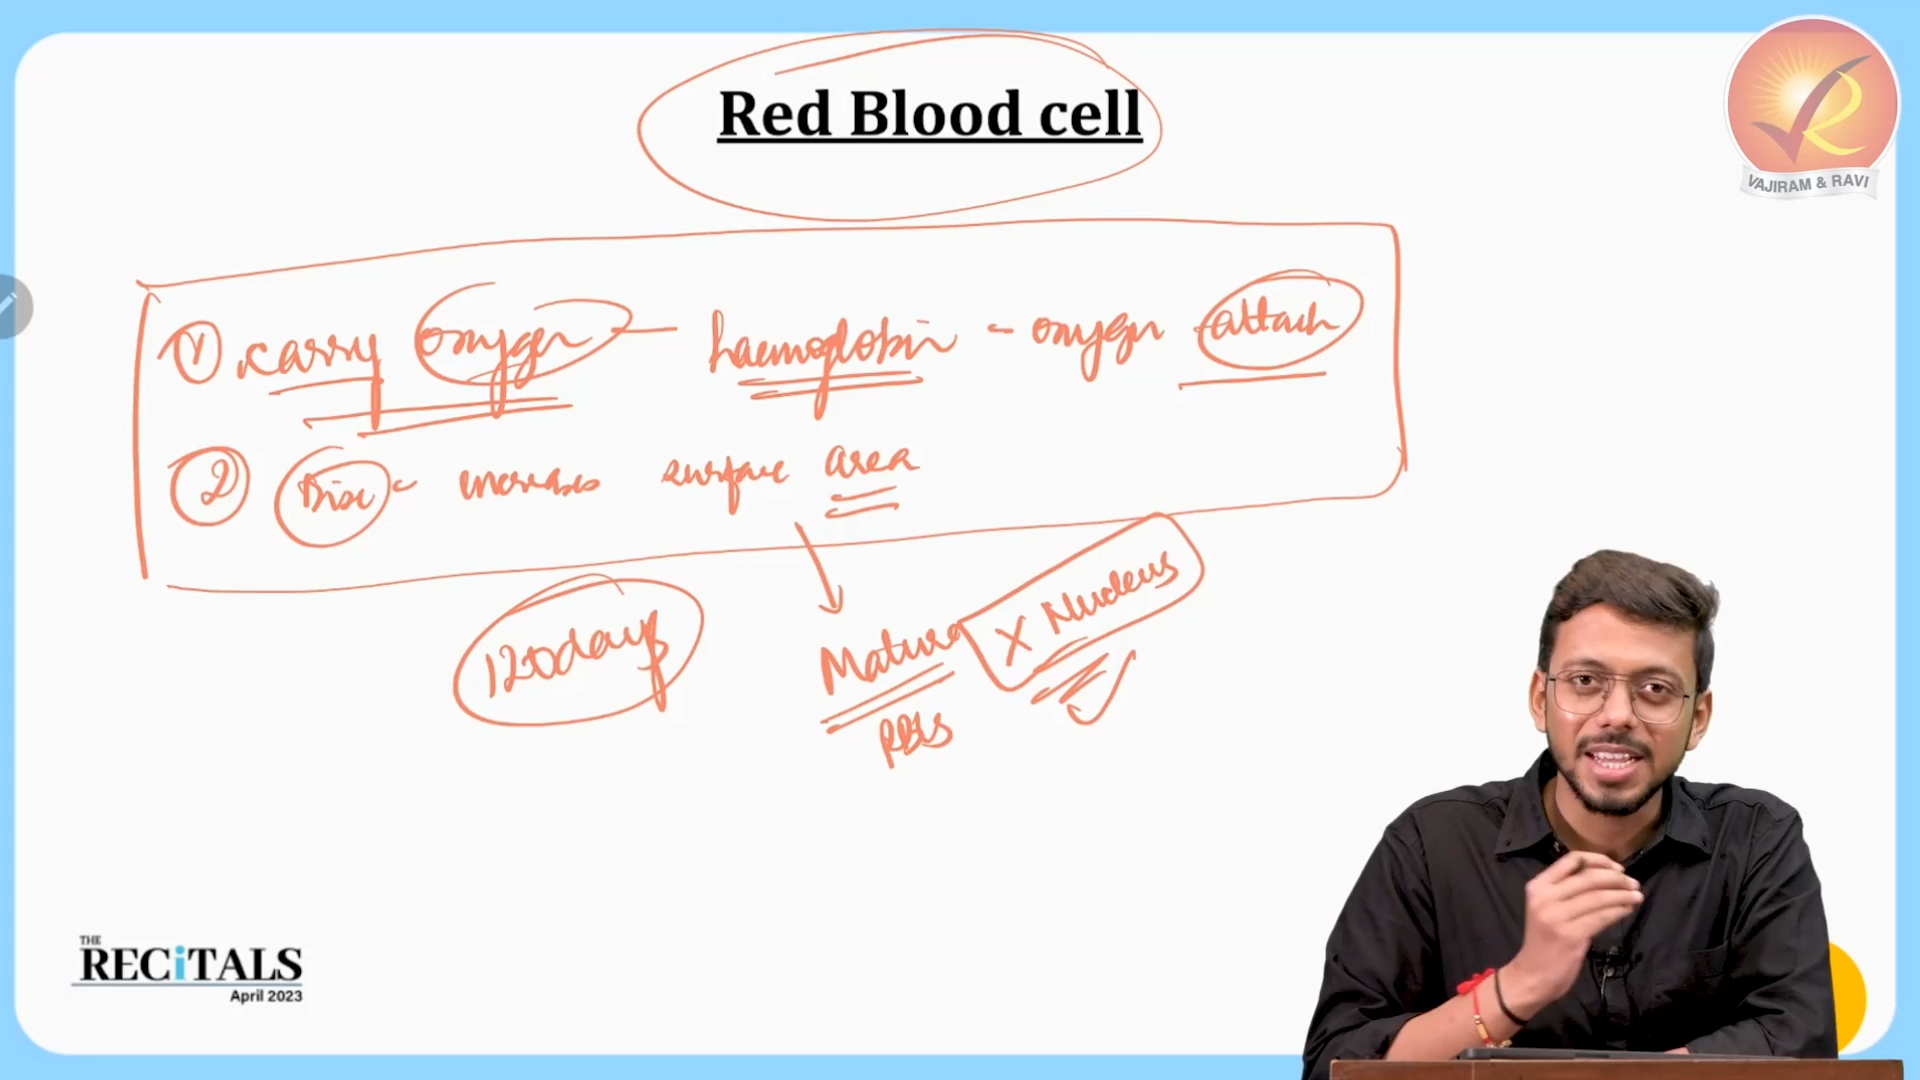 Red Blood cell
VAJIRAM & RAVI
① carry oxygen - haemoglobin - oxygen attach
② Disc - increases surface area
120 days
Mature X Nucleus
RBCs
THE
RECiTALS
April 2023